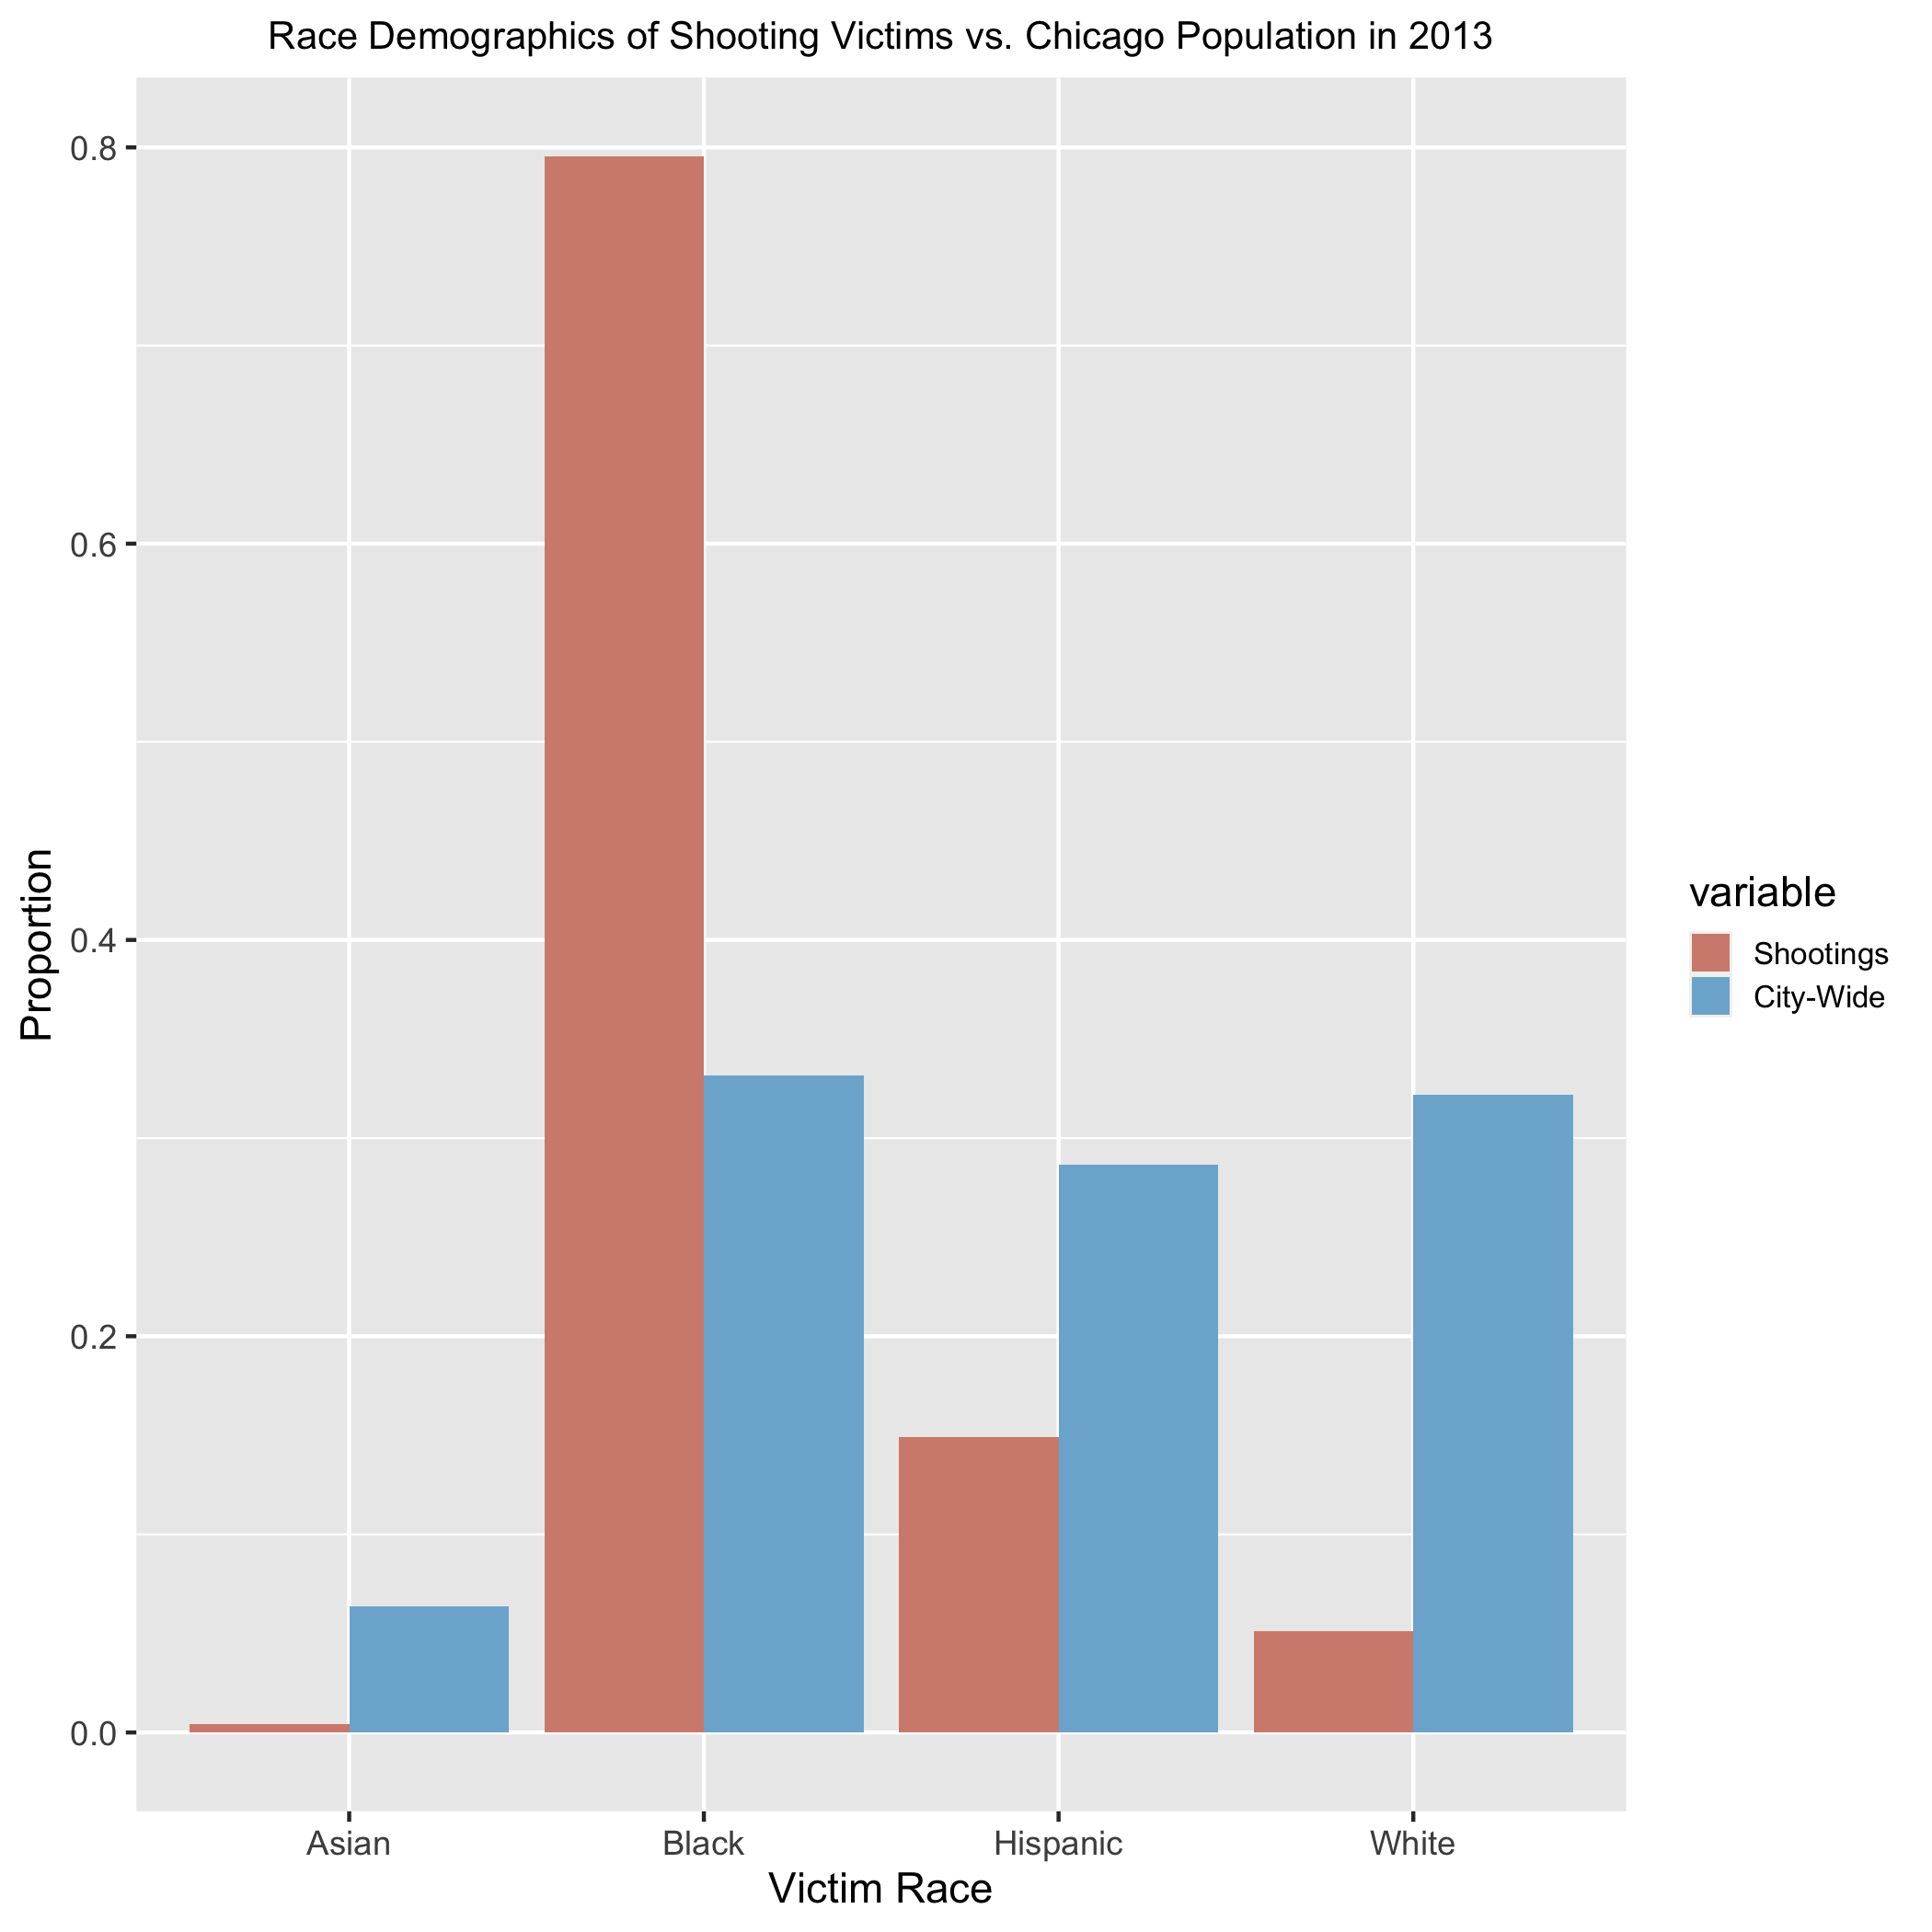 Race Demographics of Shooting Victims vs. Chicago Population in 2013
Proportion
0.8
0.6
0.4
0.2
0.0
Asian Black Hispanic White
Victim Race
variable
Shootings
City-Wide